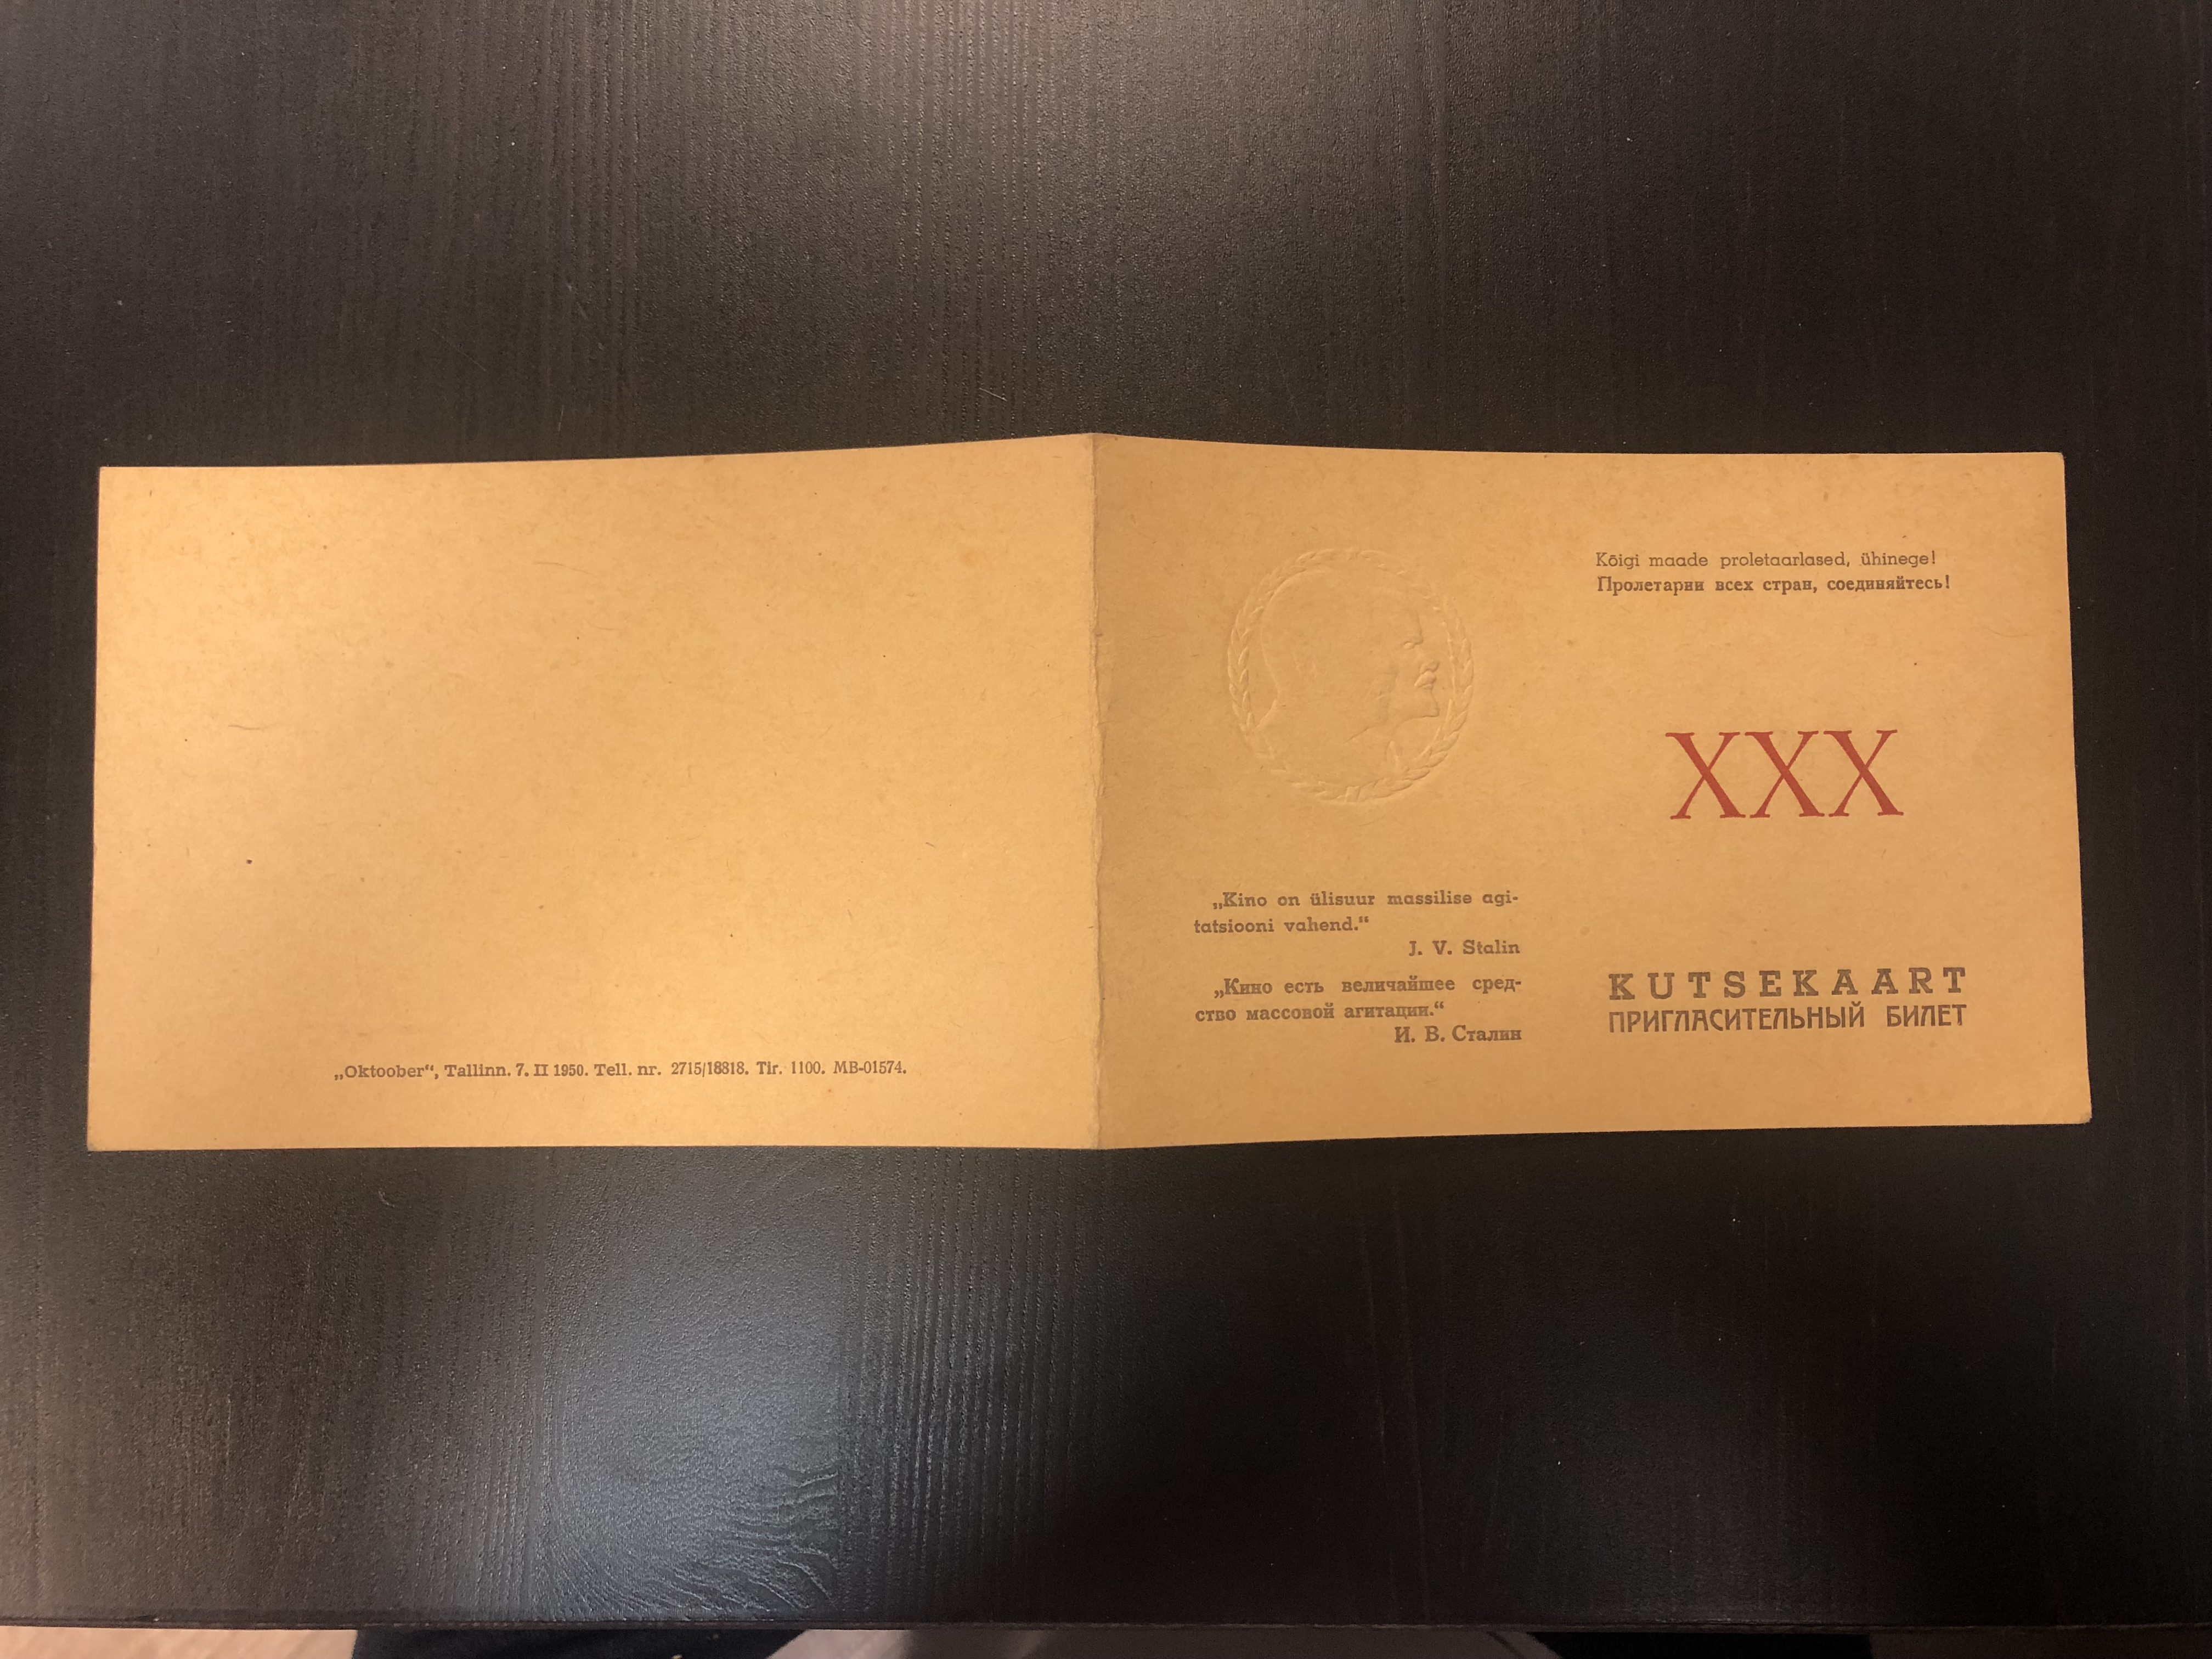 Kõigi maade proletaarlased, ühinege!
Пролетарии всех стран, соединяйтесь!
XXX
„Kino on ülisuur massilise agi-
tatsiooni vahend.“
J. V. Stalin
„Кино есть величайшее сред-
ство массовой агитации.“
И. В. Сталин
KUTSEKAART
ПРИГЛАСИТЕЛЬНЫЙ БИЛЕТ
„Oktoober“, Tallinn. 7. II 1950. Tell. nr. 2715/18818. Tir. 1100. MB-01574.